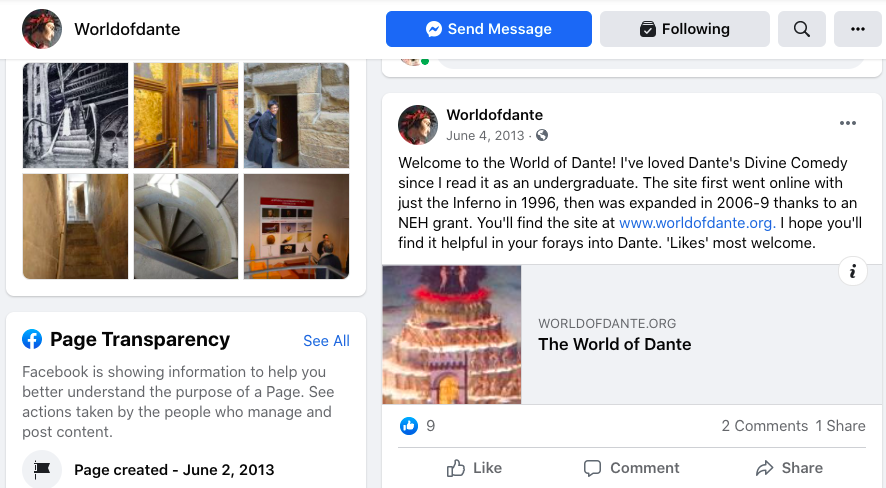 Worldofdante
Send Message
Following
Page Transparency
See All
Facebook is showing information to help you
better understand the purpose of a Page. See
actions taken by the people who manage and
post content.
Page created - June 2, 2013
Worldofdante
June 4, 2013 ·
Welcome to the World of Dante! I've loved Dante's Divine Comedy
since I read it as an undergraduate. The site first went online with
just the Inferno in 1996, then was expanded in 2006-9 thanks to an
NEH grant. You'll find the site at www.worldofdante.org. I hope you'll
find it helpful in your forays into Dante. 'Likes' most welcome.
WORLDOFDANTE.ORG
The World of Dante
9
2 Comments 1 Share
Like
Comment
Share